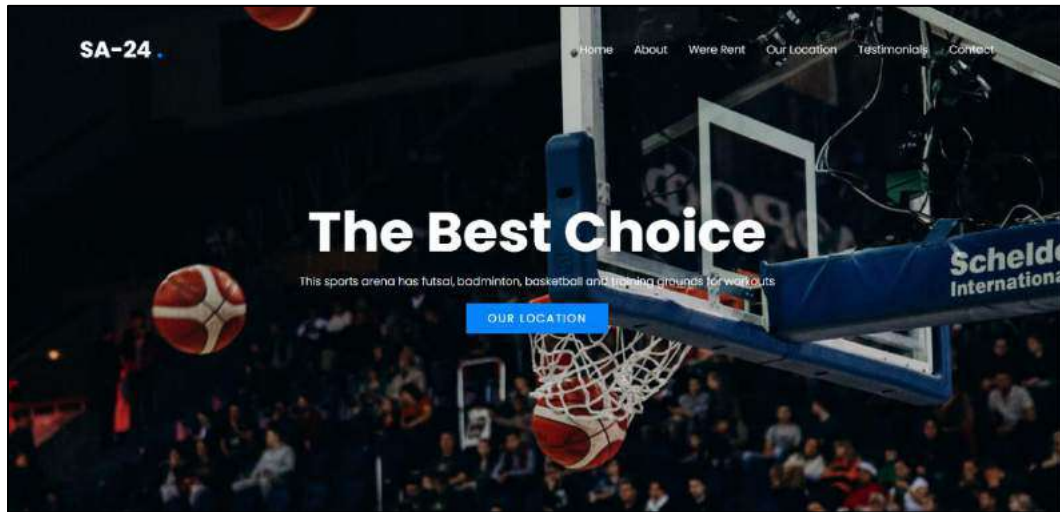 SA-24 .
Home About Were Rent Our Location Testimonials Contact
The Best Choice
This sports arena has futsal, badminton, basketball and training grounds for workouts
OUR LOCATION
Schelde
International